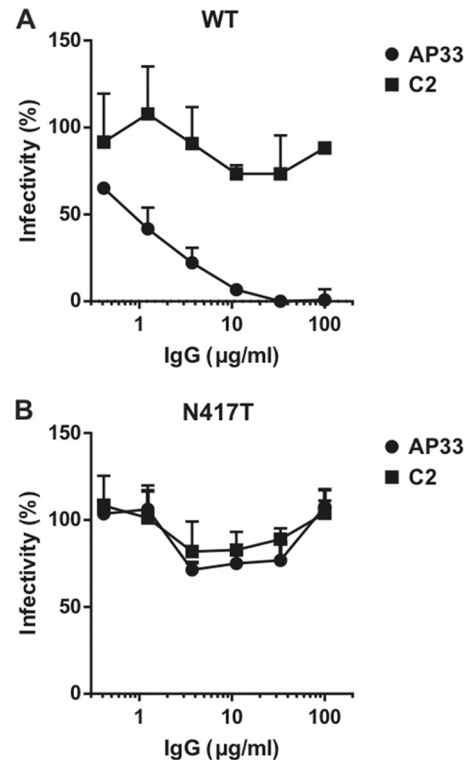 A
WT
150
100
50
0
Infectivity (%)
1 10 100
IgG (µg/ml)
AP33
C2
B
N417T
150
100
50
0
Infectivity (%)
1 10 100
IgG (µg/ml)
AP33
C2